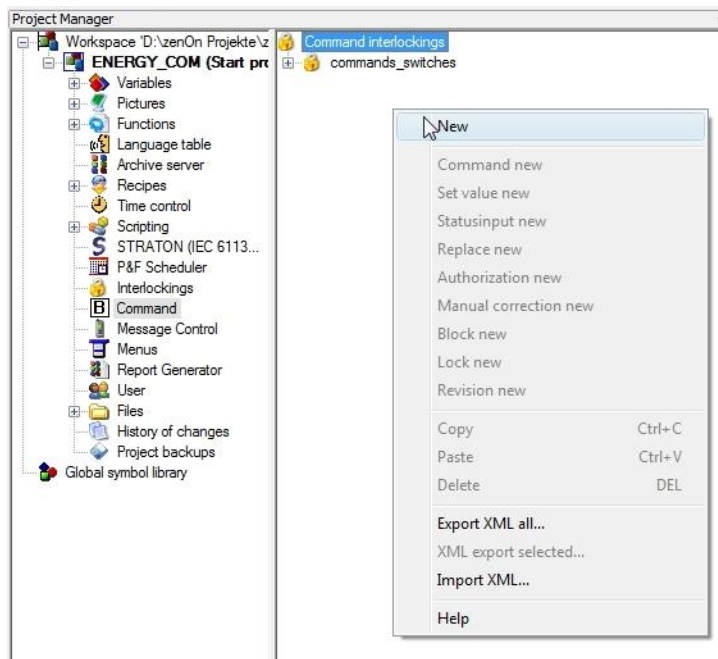 Project Manager
Workspace 'D:\zenOn Projekte\z
ENERGY_COM (Start pro
Variables
Pictures
Functions
Language table
Archive server
Recipes
Time control
Scripting
STRATON (IEC 6113...
P&F Scheduler
Interlockings
Command
Message Control
Menus
Report Generator
User
Files
History of changes
Project backups
Global symbol library
Command interlockings
commands_switches
New
Command new
Set value new
Statusinput new
Replace new
Authorization new
Manual correction new
Block new
Lock new
Revision new
Copy Ctrl+C
Paste Ctrl+V
Delete DEL
Export XML all...
XML export selected...
Import XML...
Help